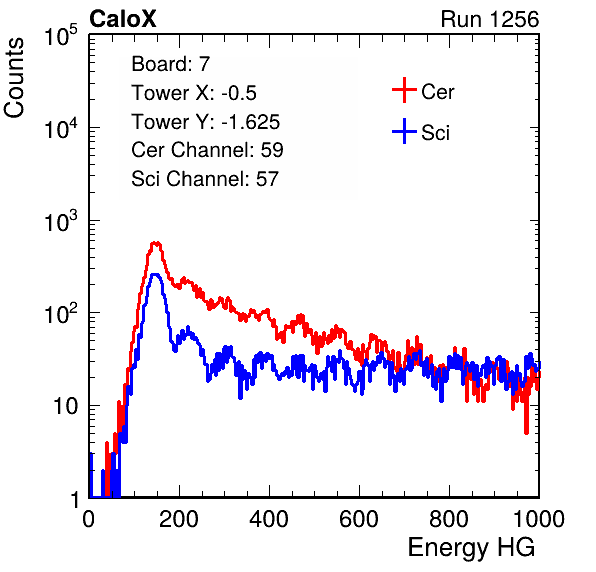 CaloX Run 1256
Counts
10^5
10^4
10^3
10^2
10
1
Board: 7
Tower X: -0.5
Tower Y: -1.625
Cer Channel: 59
Sci Channel: 57
Cer
Sci
0 200 400 600 800 1000
Energy HG